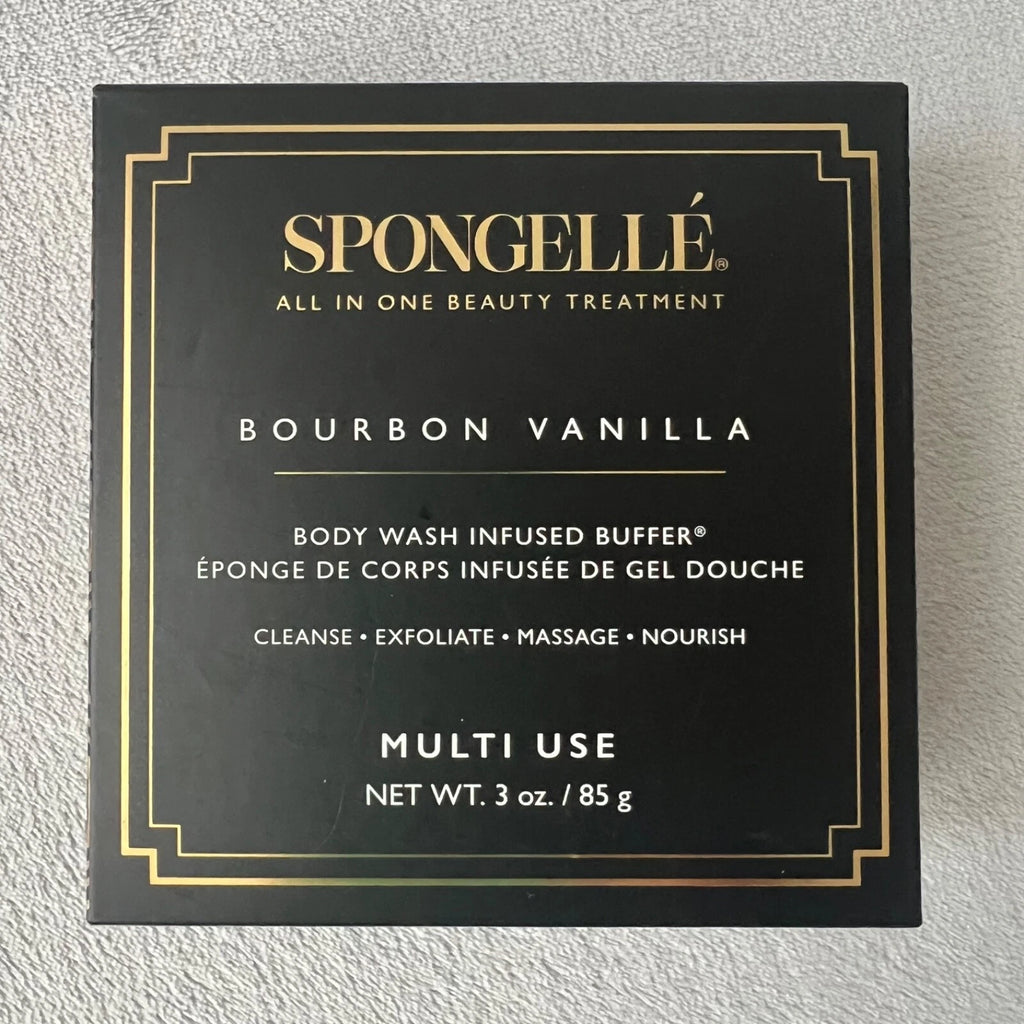 SPONGELLÉ®
ALL IN ONE BEAUTY TREATMENT
BOURBON VANILLA
BODY WASH INFUSED BUFFER®
ÉPONGE DE CORPS INFUSÉE DE GEL DOUCHE
CLEANSE • EXFOLIATE • MASSAGE • NOURISH
MULTI USE
NET WT. 3 oz. / 85 g